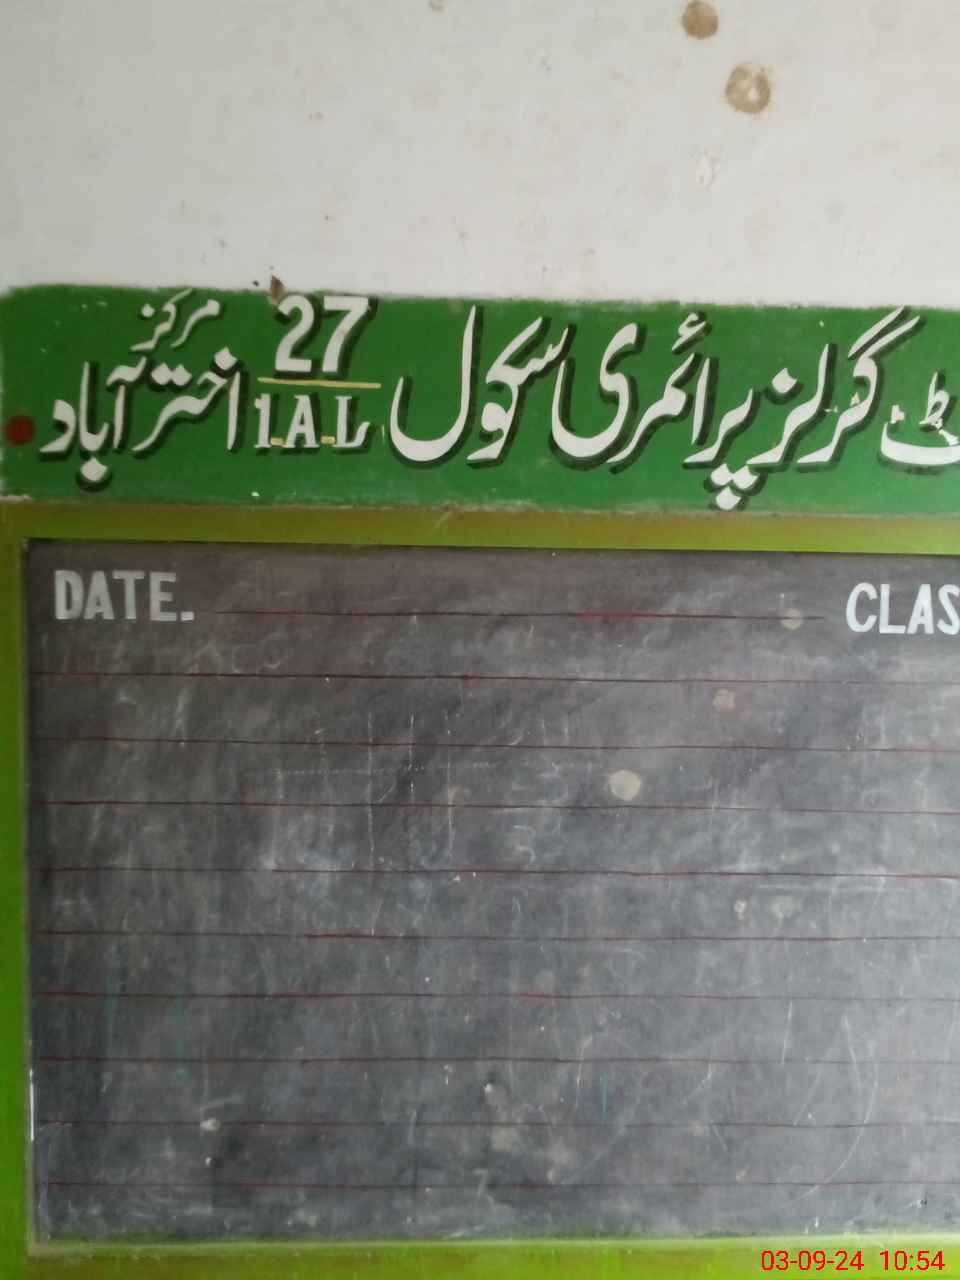 گرلز پرائمری سکول 27/1.A.L مرکز اختر آباد
DATE. CLAS
03-09-24 10:54